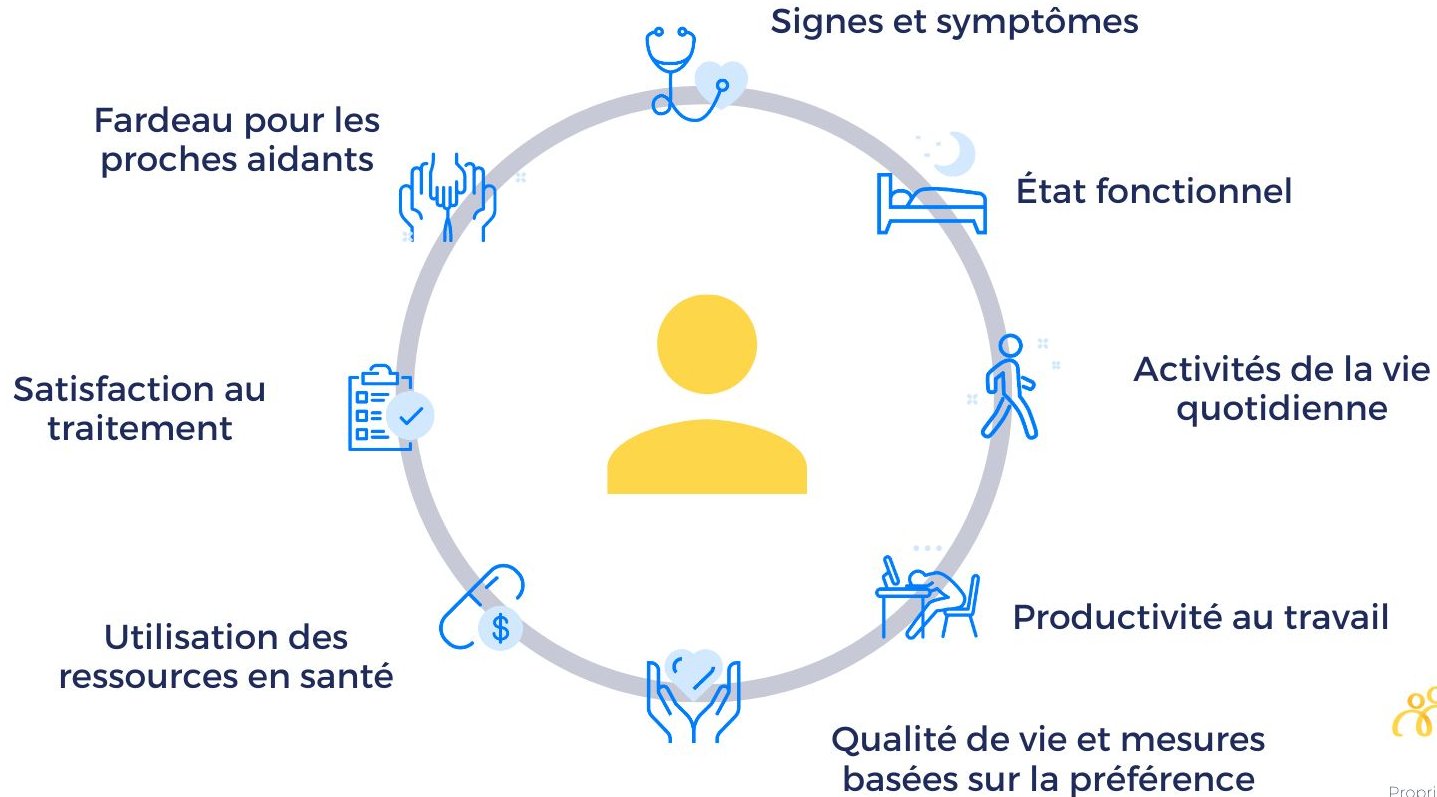 Signes et symptômes
Fardeau pour les
proches aidants
État fonctionnel
Satisfaction au
traitement
Activités de la vie
quotidienne
Utilisation des
ressources en santé
$
Productivité au travail
Qualité de vie et mesures
basées sur la préférence
Propri